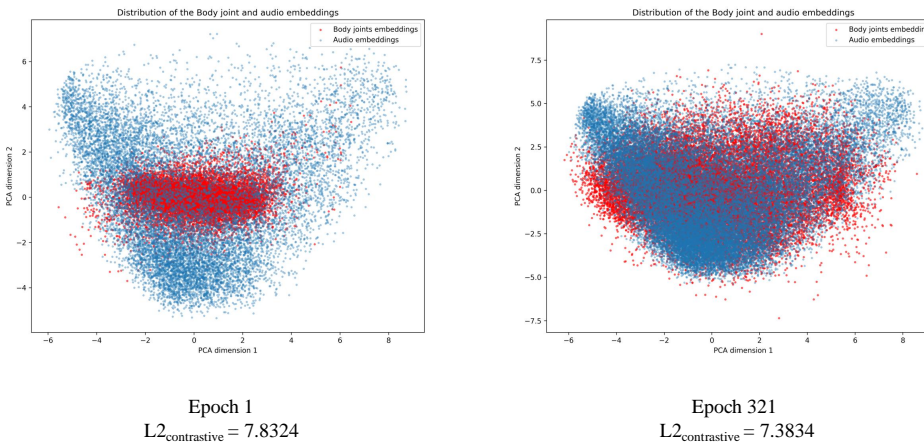 Distribution of the Body joint and audio embeddings
Body joints embeddings
Audio embeddings
6
4
2
0
−2
−4
PCA dimension 2
−6
−4
−2
0
2
4
6
8
PCA dimension 1
Epoch 1
L2contrastive = 7.8324
Distribution of the Body joint and audio embeddings
Body joints embeddings
Audio embeddings
7.5
5.0
2.5
0.0
−2.5
−5.0
−7.5
PCA dimension 2
−6
−4
−2
0
2
4
6
8
PCA dimension 1
Epoch 321
L2contrastive = 7.3834